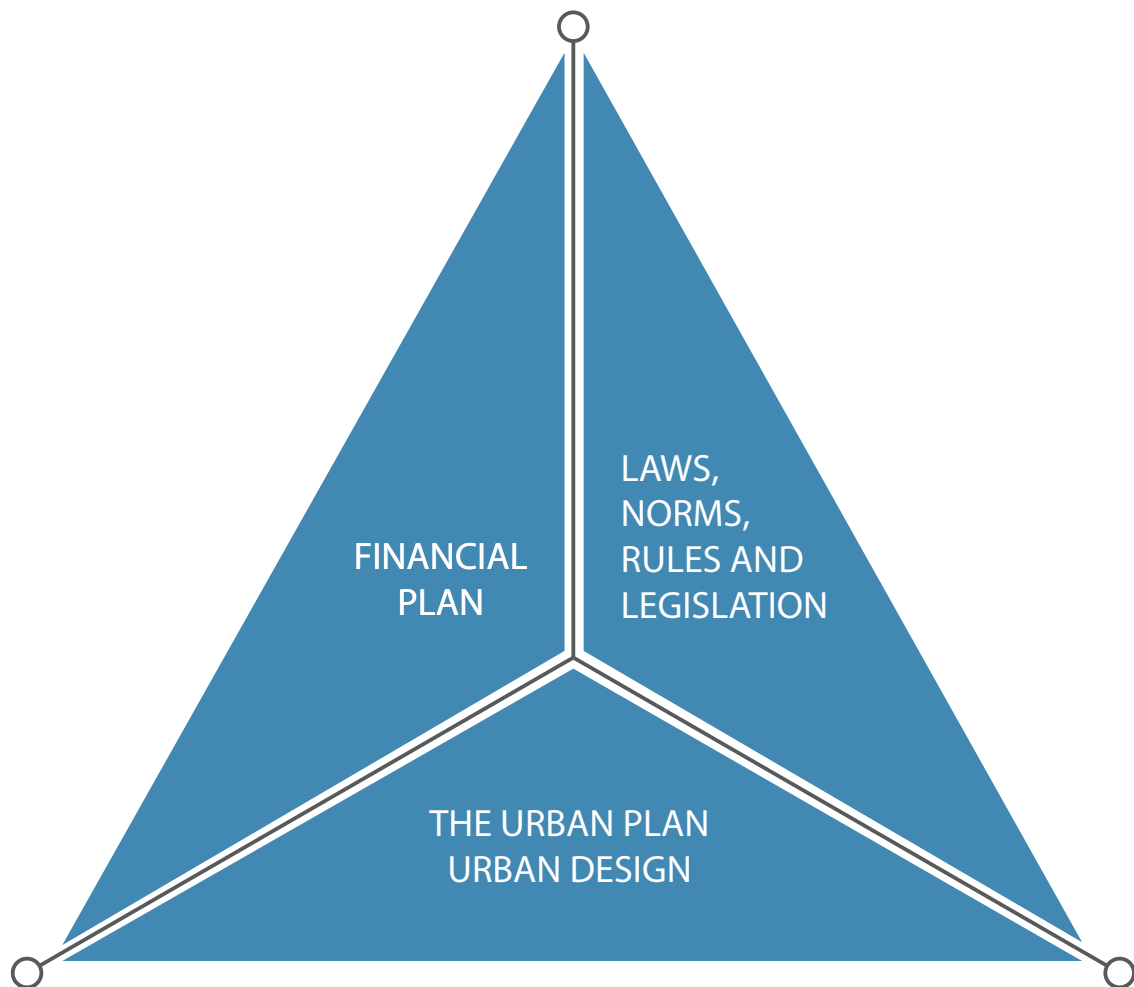 FINANCIAL
PLAN
LAWS,
NORMS,
RULES AND
LEGISLATION
THE URBAN PLAN
URBAN DESIGN